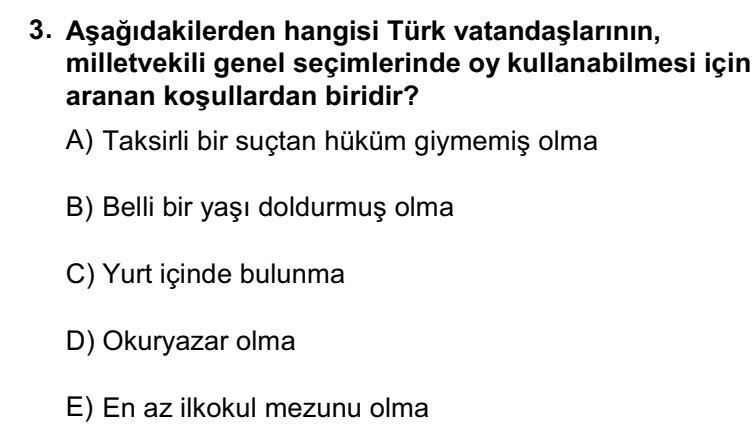 3. Aşağıdakilerden hangisi Türk vatandaşlarının,
milletvekili genel seçimlerinde oy kullanabilmesi için
aranan koşullardan biridir?
A) Taksirli bir suçtan hüküm giymemiş olma
B) Belli bir yaşı doldurmuş olma
C) Yurt içinde bulunma
D) Okuryazar olma
E) En az ilkokul mezunu olma